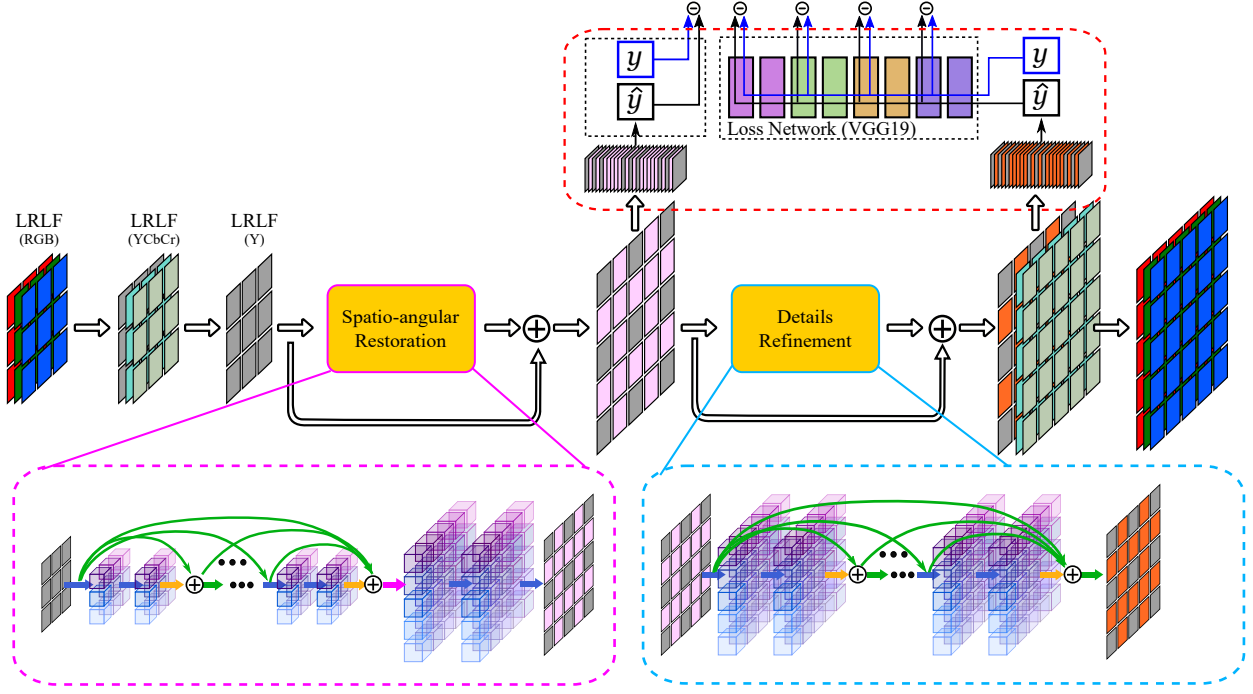 y
ŷ
y
ŷ
Loss Network (VGG19)
LRLF
(RGB)
LRLF
(YCbCr)
LRLF
(Y)
Spatio-angular
Restoration
Details
Refinement